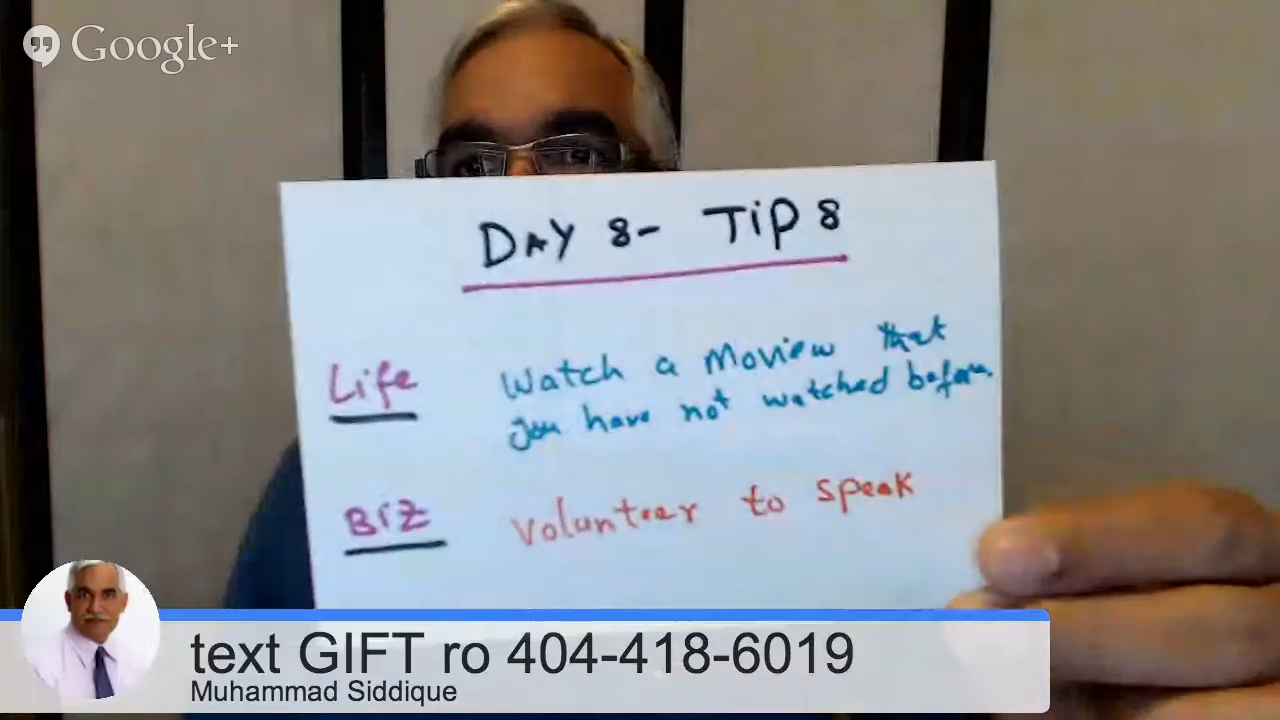 Google+
DAY 8- TIP 8
Life
Watch a Moview that
you have not watched before.
BIZ
Volunteer to speak
text GIFT ro 404-418-6019
Muhammad Siddique